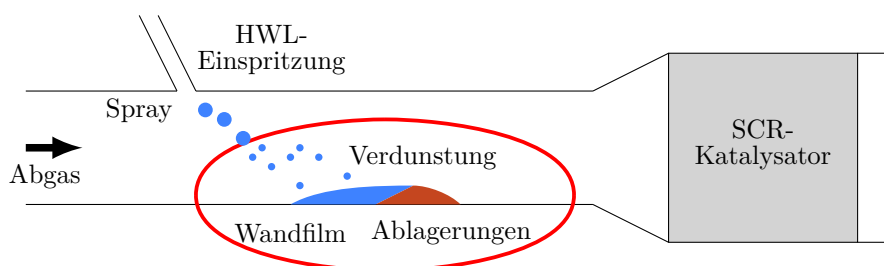 HWL-
Einspritzung
Spray
Abgas
Verdunstung
Wandfilm
Ablagerungen
SCR-
Katalysator